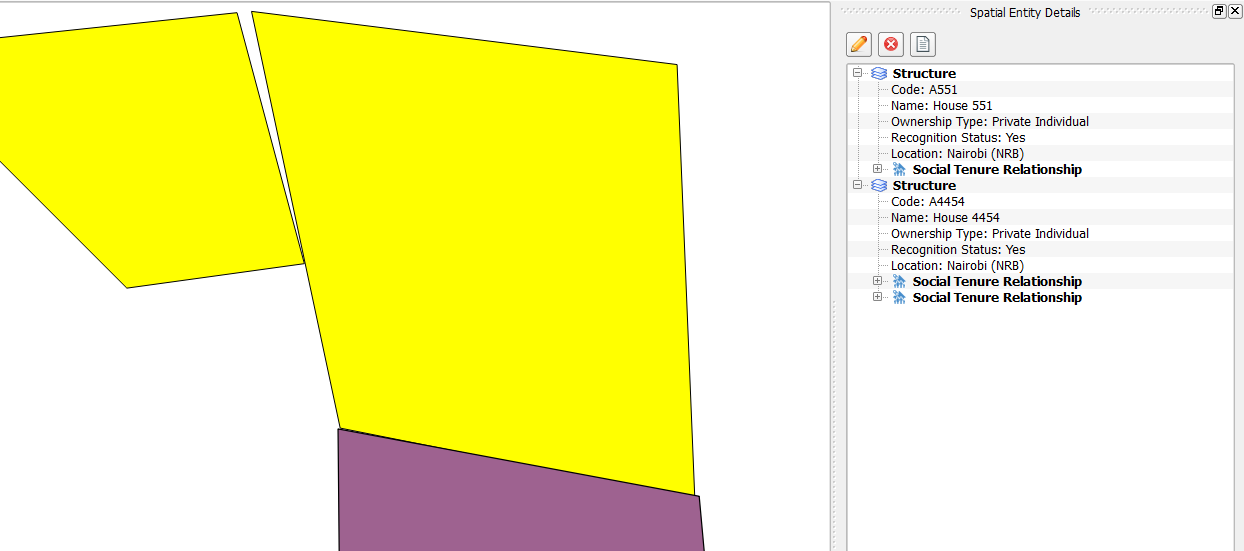 Spatial Entity Details
Structure
Code: A551
Name: House 551
Ownership Type: Private Individual
Recognition Status: Yes
Location: Nairobi (NRB)
Social Tenure Relationship
Structure
Code: A4454
Name: House 4454
Ownership Type: Private Individual
Recognition Status: Yes
Location: Nairobi (NRB)
Social Tenure Relationship
Social Tenure Relationship